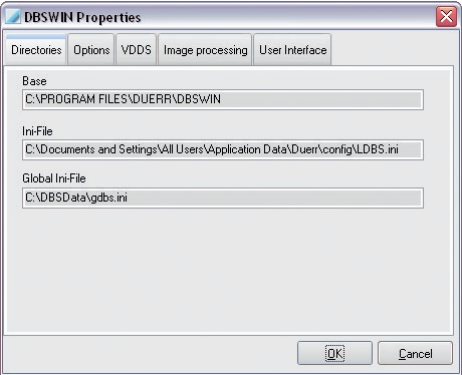 DBSWIN Properties
Directories Options VDDS Image processing User Interface
Base
C:\PROGRAM FILES\DUERR\DBSWIN
Ini-File
C:\Documents and Settings\All Users\Application Data\Duerr\config\LDBS.ini
Global Ini-File
C:\DBSData\gdbs.ini
OK Cancel